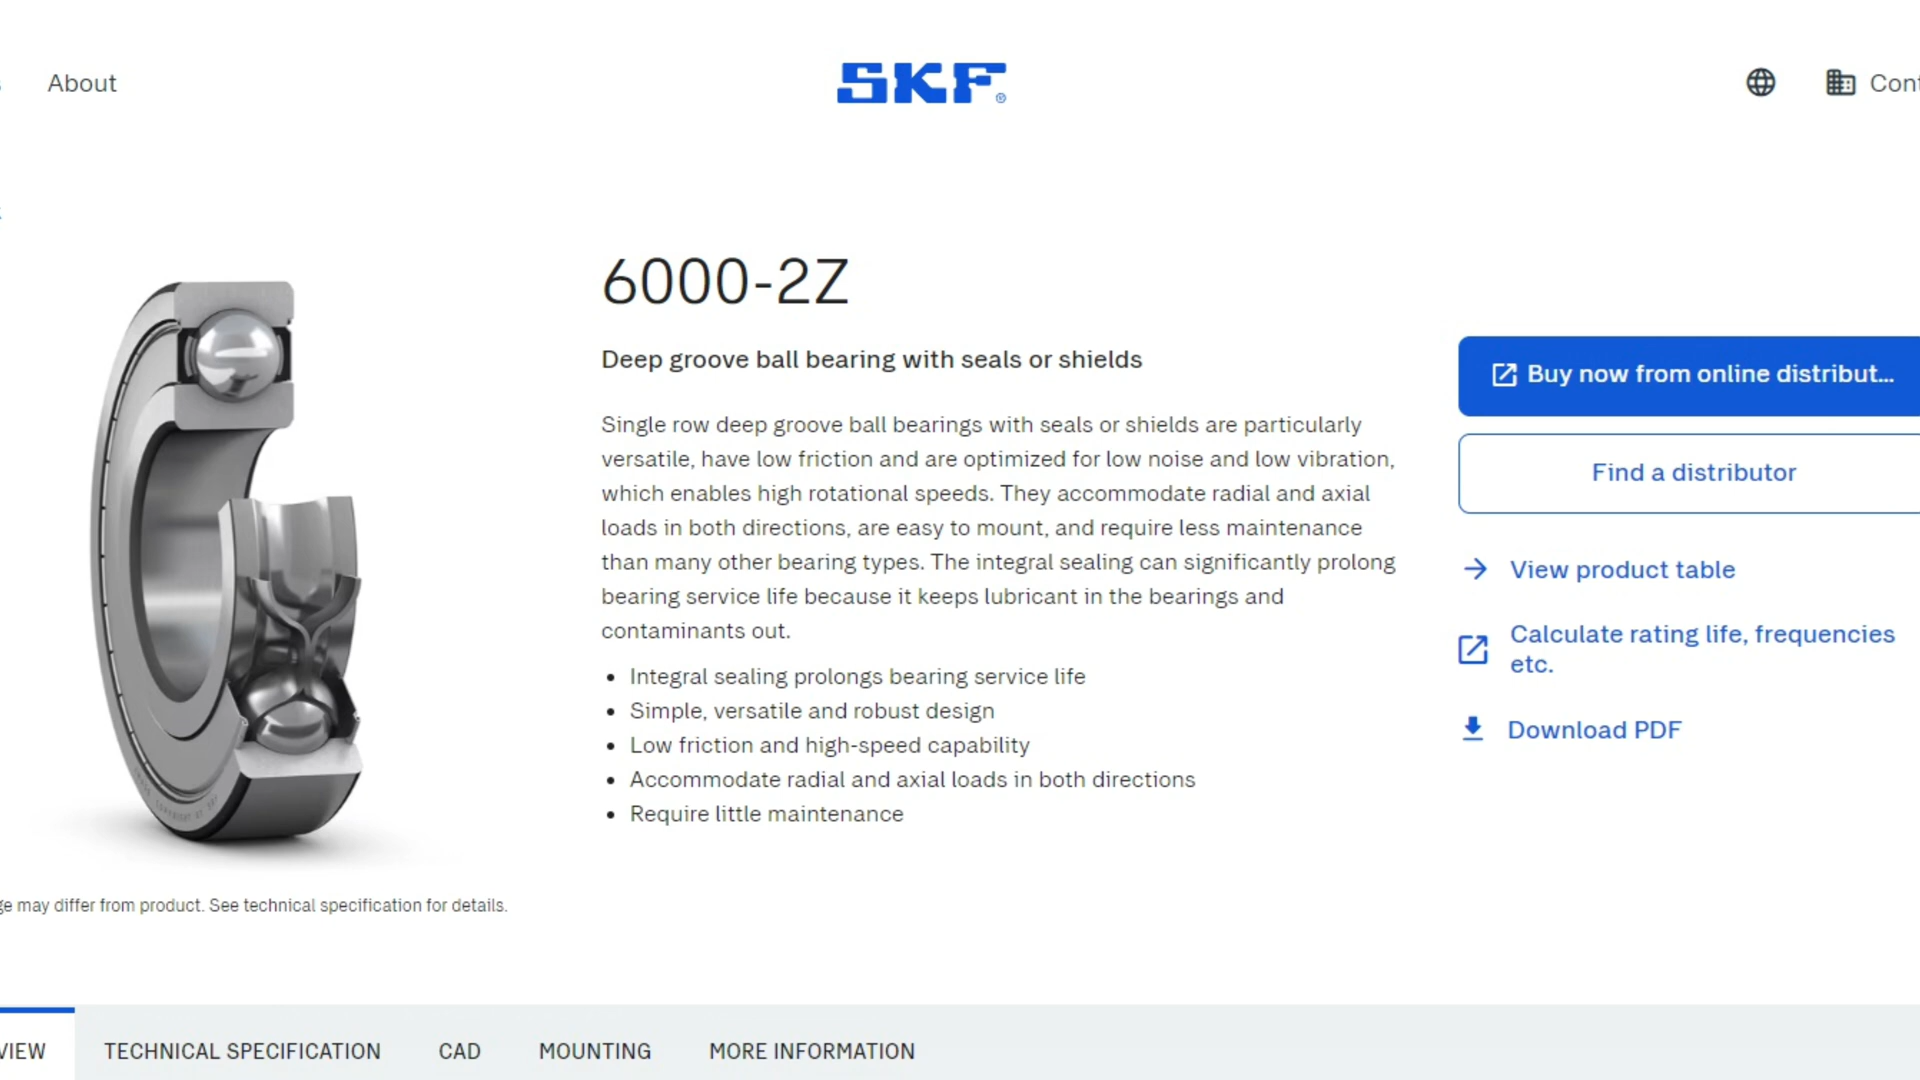 About
SKF
Cont
6000-2Z
Deep groove ball bearing with seals or shields
Single row deep groove ball bearings with seals or shields are particularly
versatile, have low friction and are optimized for low noise and low vibration,
which enables high rotational speeds. They accommodate radial and axial
loads in both directions, are easy to mount, and require less maintenance
than many other bearing types. The integral sealing can significantly prolong
bearing service life because it keeps lubricant in the bearings and
contaminants out.
• Integral sealing prolongs bearing service life
• Simple, versatile and robust design
• Low friction and high-speed capability
• Accommodate radial and axial loads in both directions
• Require little maintenance
Buy now from online distribut...
Find a distributor
View product table
Calculate rating life, frequencies
etc.
Download PDF
ge may differ from product. See technical specification for details.
VIEW
TECHNICAL SPECIFICATION
CAD
MOUNTING
MORE INFORMATION